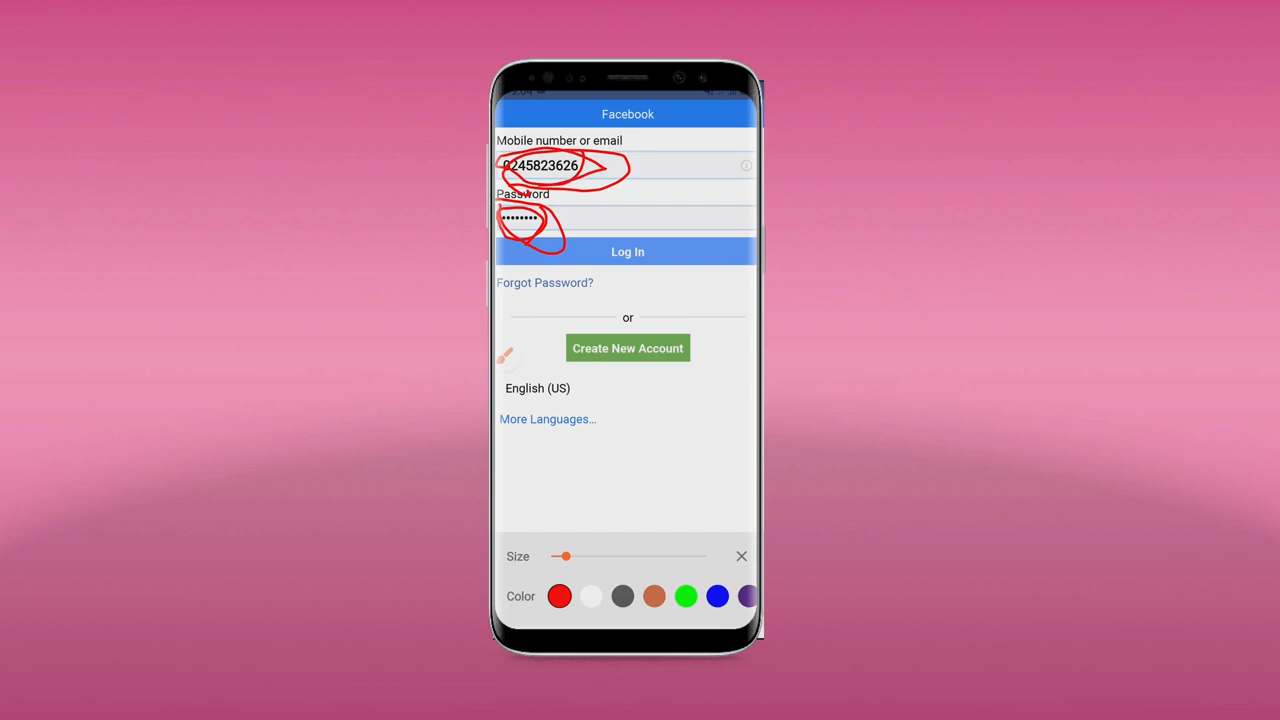 Facebook
Mobile number or email
0245823626
Password
••••••••
Log In
Forgot Password?
or
Create New Account
English (US)
More Languages...
Size
Color